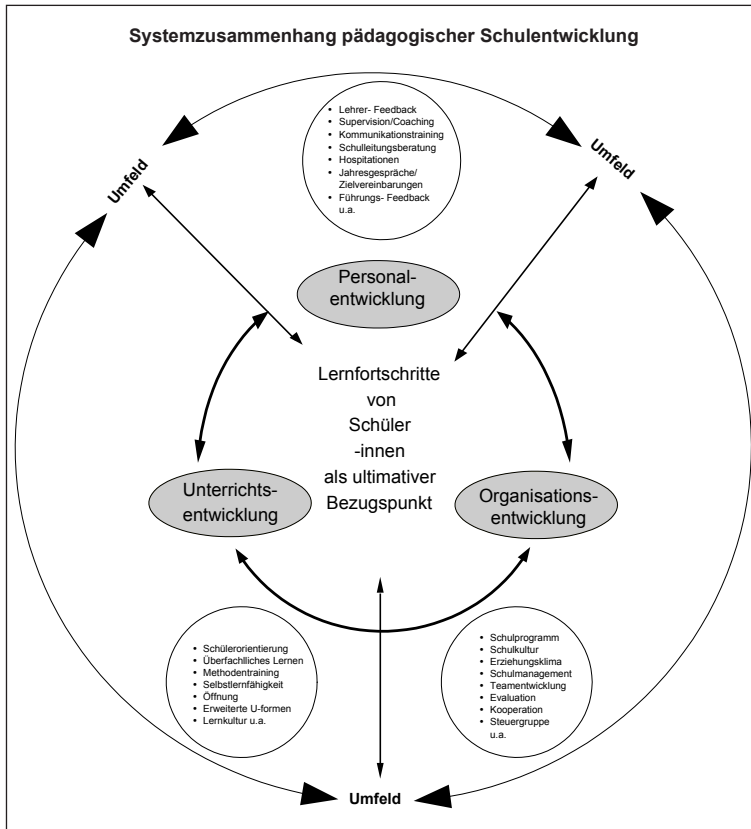 Systemzusammenhang pädagogischer Schulentwicklung
• Lehrer- Feedback
• Supervision/Coaching
• Kommunikationstraining
• Schulleitungsberatung
• Hospitationen
• Jahresgespräche/
Zielvereinbarungen
• Führungs- Feedback
u.a.
Umfeld
Umfeld
Personal-
entwicklung
Lernfortschritte
von
Schüler
-innen
als ultimativer
Bezugspunkt
Unterrichts-
entwicklung
Organisations-
entwicklung
• Schülerorientierung
• Überfachlliches Lernen
• Methodentraining
• Selbstlernfähigkeit
• Öffnung
• Erweiterte U-formen
• Lernkultur u.a.
• Schulprogramm
• Schulkultur
• Erziehungsklima
• Schulmanagement
• Teamentwicklung
• Evaluation
• Kooperation
• Steuergruppe
u.a.
Umfeld